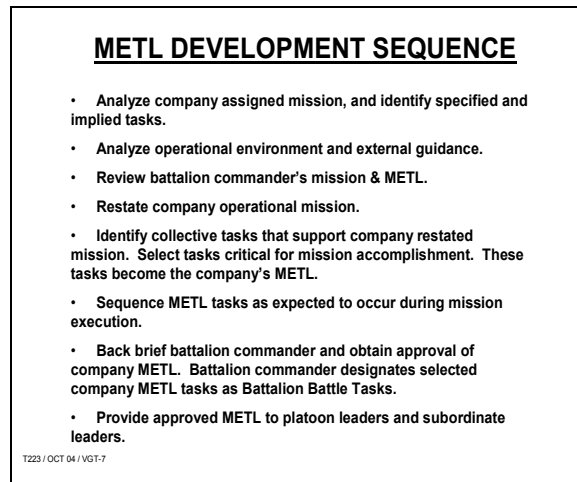 METL DEVELOPMENT SEQUENCE
• Analyze company assigned mission, and identify specified and
implied tasks.
• Analyze operational environment and external guidance.
• Review battalion commander’s mission & METL.
• Restate company operational mission.
• Identify collective tasks that support company restated
mission. Select tasks critical for mission accomplishment. These
tasks become the company’s METL.
• Sequence METL tasks as expected to occur during mission
execution.
• Back brief battalion commander and obtain approval of
company METL. Battalion commander designates selected
company METL tasks as Battalion Battle Tasks.
• Provide approved METL to platoon leaders and subordinate
leaders.
T223 / OCT 04 / VGT-7